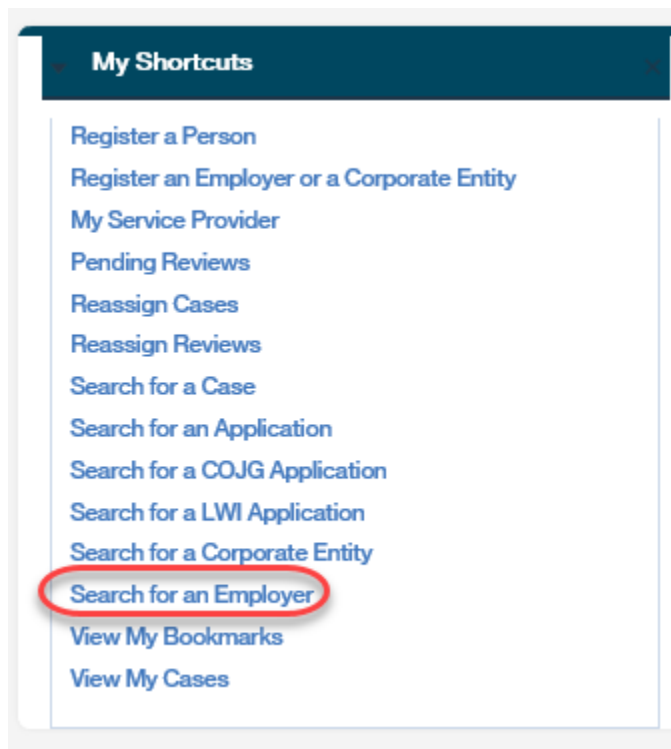 My Shortcuts
Register a Person
Register an Employer or a Corporate Entity
My Service Provider
Pending Reviews
Reassign Cases
Reassign Reviews
Search for a Case
Search for an Application
Search for a COJG Application
Search for a LWI Application
Search for a Corporate Entity
Search for an Employer
View My Bookmarks
View My Cases